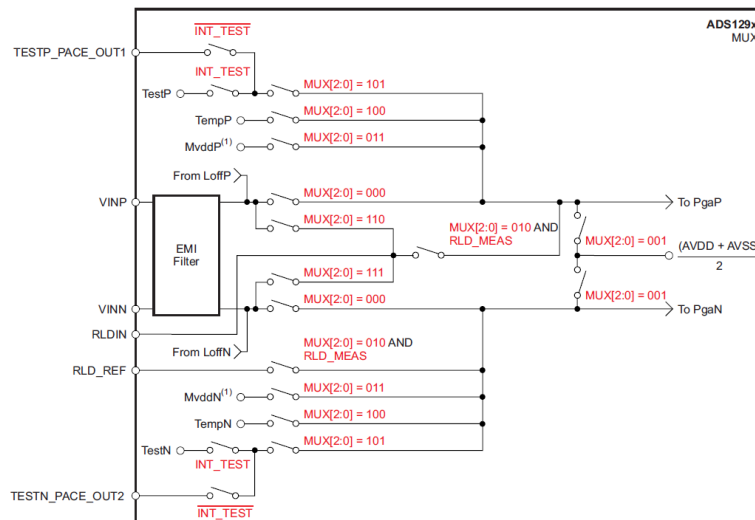 ADS129x
MUX
INT_TEST
TESTP_PACE_OUT1
INT_TEST
TestP
MUX[2:0] = 101
TempP
MUX[2:0] = 100
MvddP(1)
MUX[2:0] = 011
From LoffP
VINP
MUX[2:0] = 000
To PgaP
MUX[2:0] = 110
MUX[2:0] = 010 AND
RLD_MEAS
EMI
Filter
MUX[2:0] = 001
(AVDD + AVSS
2
MUX[2:0] = 111
MUX[2:0] = 001
VINN
MUX[2:0] = 000
To PgaN
RLDIN
From LoffN
MUX[2:0] = 010 AND
RLD_MEAS
RLD_REF
MvddN(1)
MUX[2:0] = 011
TempN
MUX[2:0] = 100
TestN
MUX[2:0] = 101
INT_TEST
TESTN_PACE_OUT2
INT_TEST